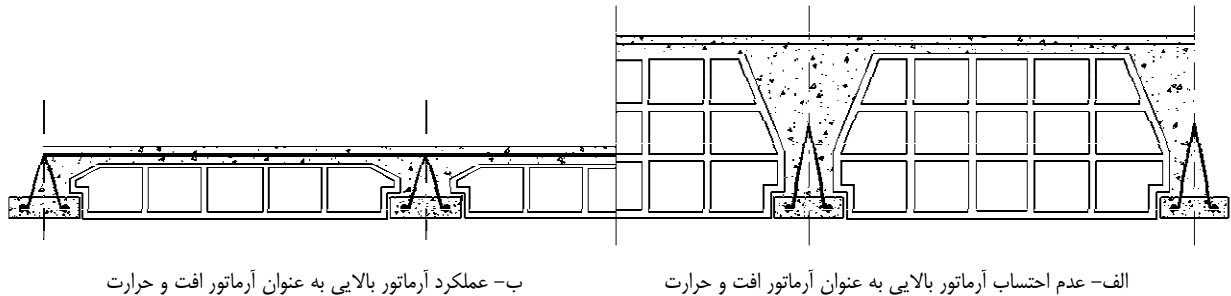 الف- عدم احتساب آرماتور بالایی به عنوان آرماتور افت و حرارت
ب- عملکرد آرماتور بالایی به عنوان آرماتور افت و حرارت